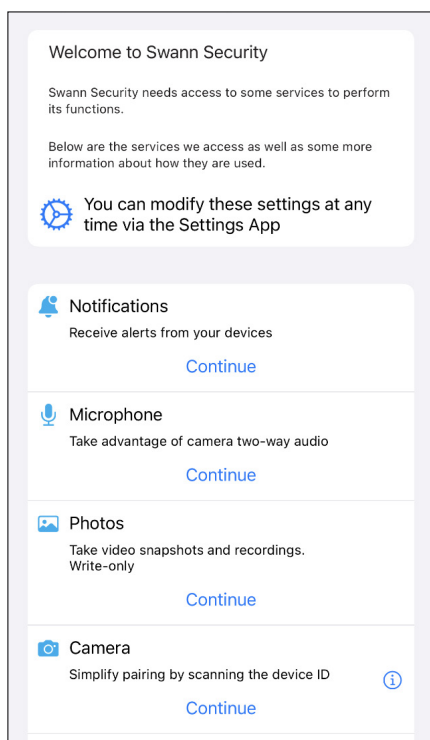 Welcome to Swann Security
Swann Security needs access to some services to perform
its functions.
Below are the services we access as well as some more
information about how they are used.
You can modify these settings at any
time via the Settings App
Notifications
Receive alerts from your devices
Continue
Microphone
Take advantage of camera two-way audio
Continue
Photos
Take video snapshots and recordings.
Write-only
Continue
Camera
Simplify pairing by scanning the device ID
Continue